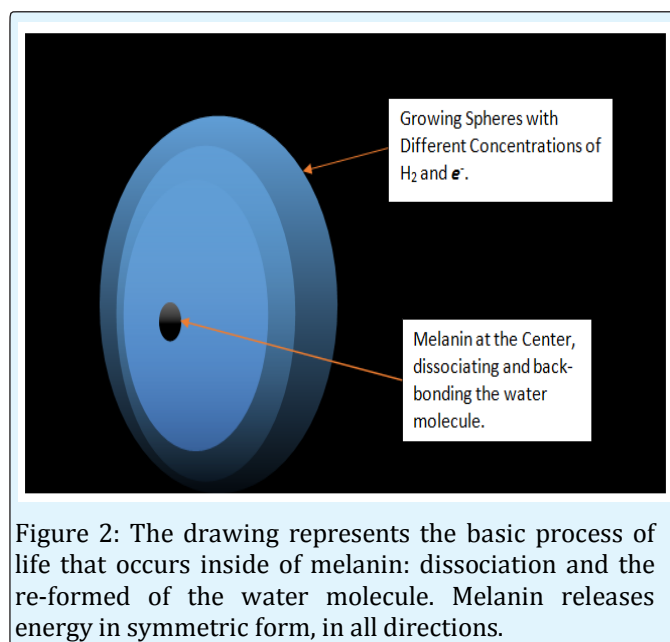 Growing Spheres with
Different Concentrations of
H₂ and e⁻.
Melanin at the Center,
dissociating and back-
bonding the water
molecule.
Figure 2: The drawing represents the basic process of
life that occurs inside of melanin: dissociation and the
re-formed of the water molecule. Melanin releases
energy in symmetric form, in all directions.